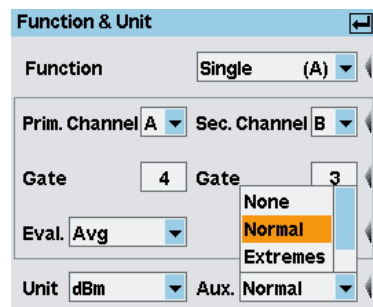 Function & Unit
Function Single (A)
Prim. Channel A Sec. Channel B
Gate 4 Gate 3
None
Normal
Extremes
Eval. Avg
Unit dBm Aux. Normal